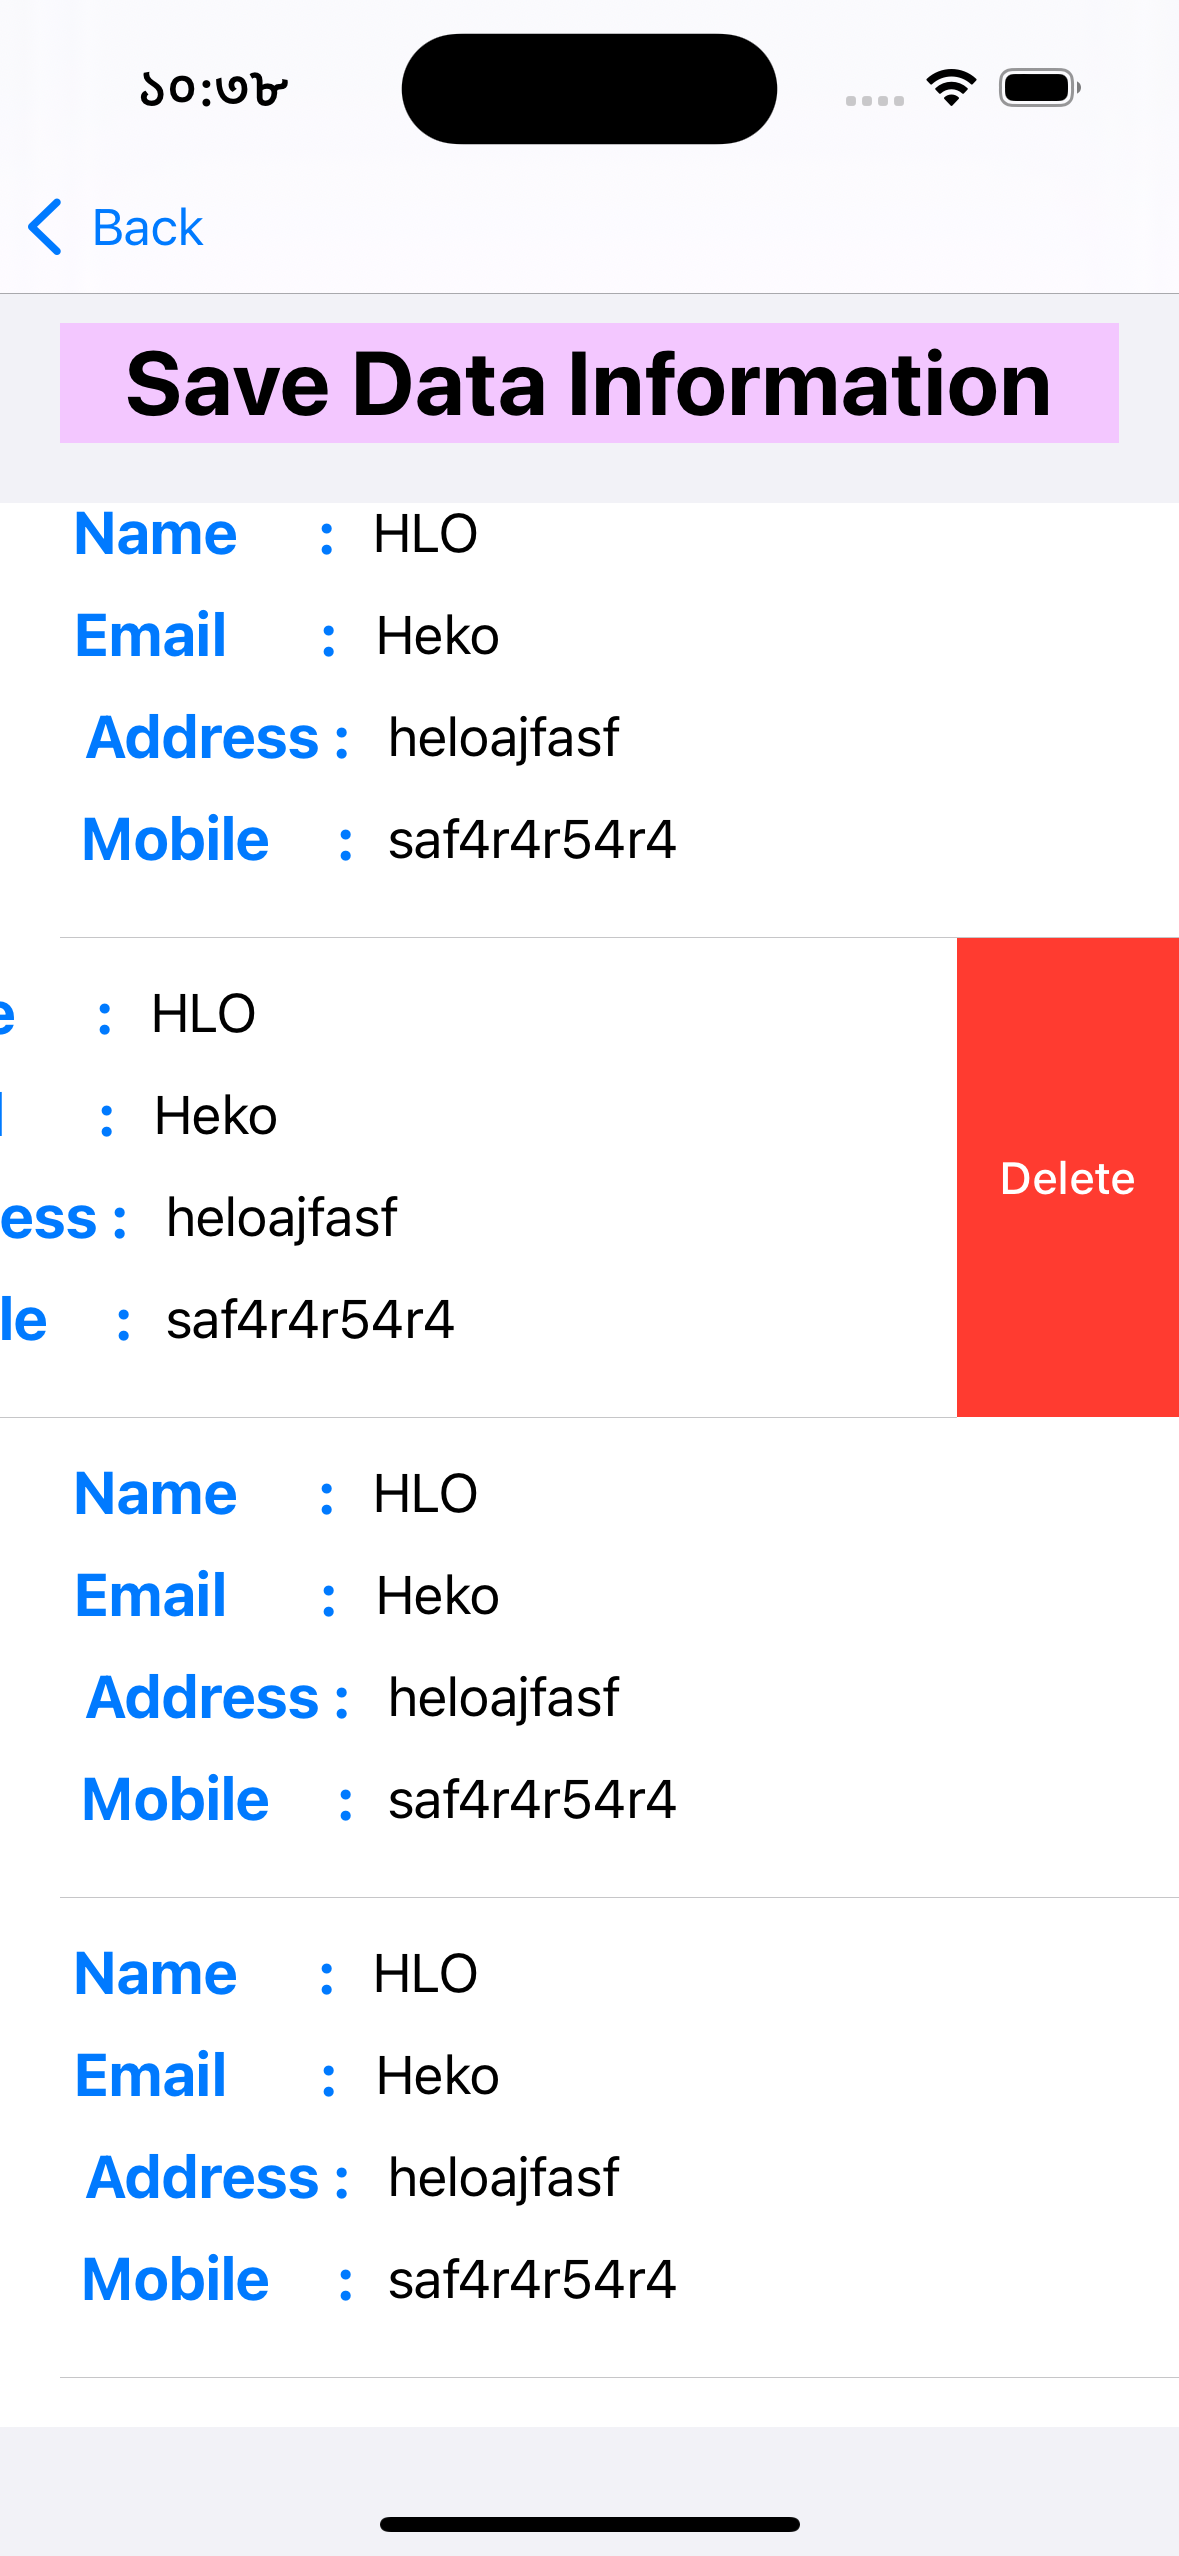 ১০:৩৮
Back
Save Data Information
Name : HLO
Email : Heko
Address : heloajfasf
Mobile : saf4r4r54r4
e : HLO
l : Heko
ess : heloajfasf
le : saf4r4r54r4
Delete
Name : HLO
Email : Heko
Address : heloajfasf
Mobile : saf4r4r54r4
Name : HLO
Email : Heko
Address : heloajfasf
Mobile : saf4r4r54r4